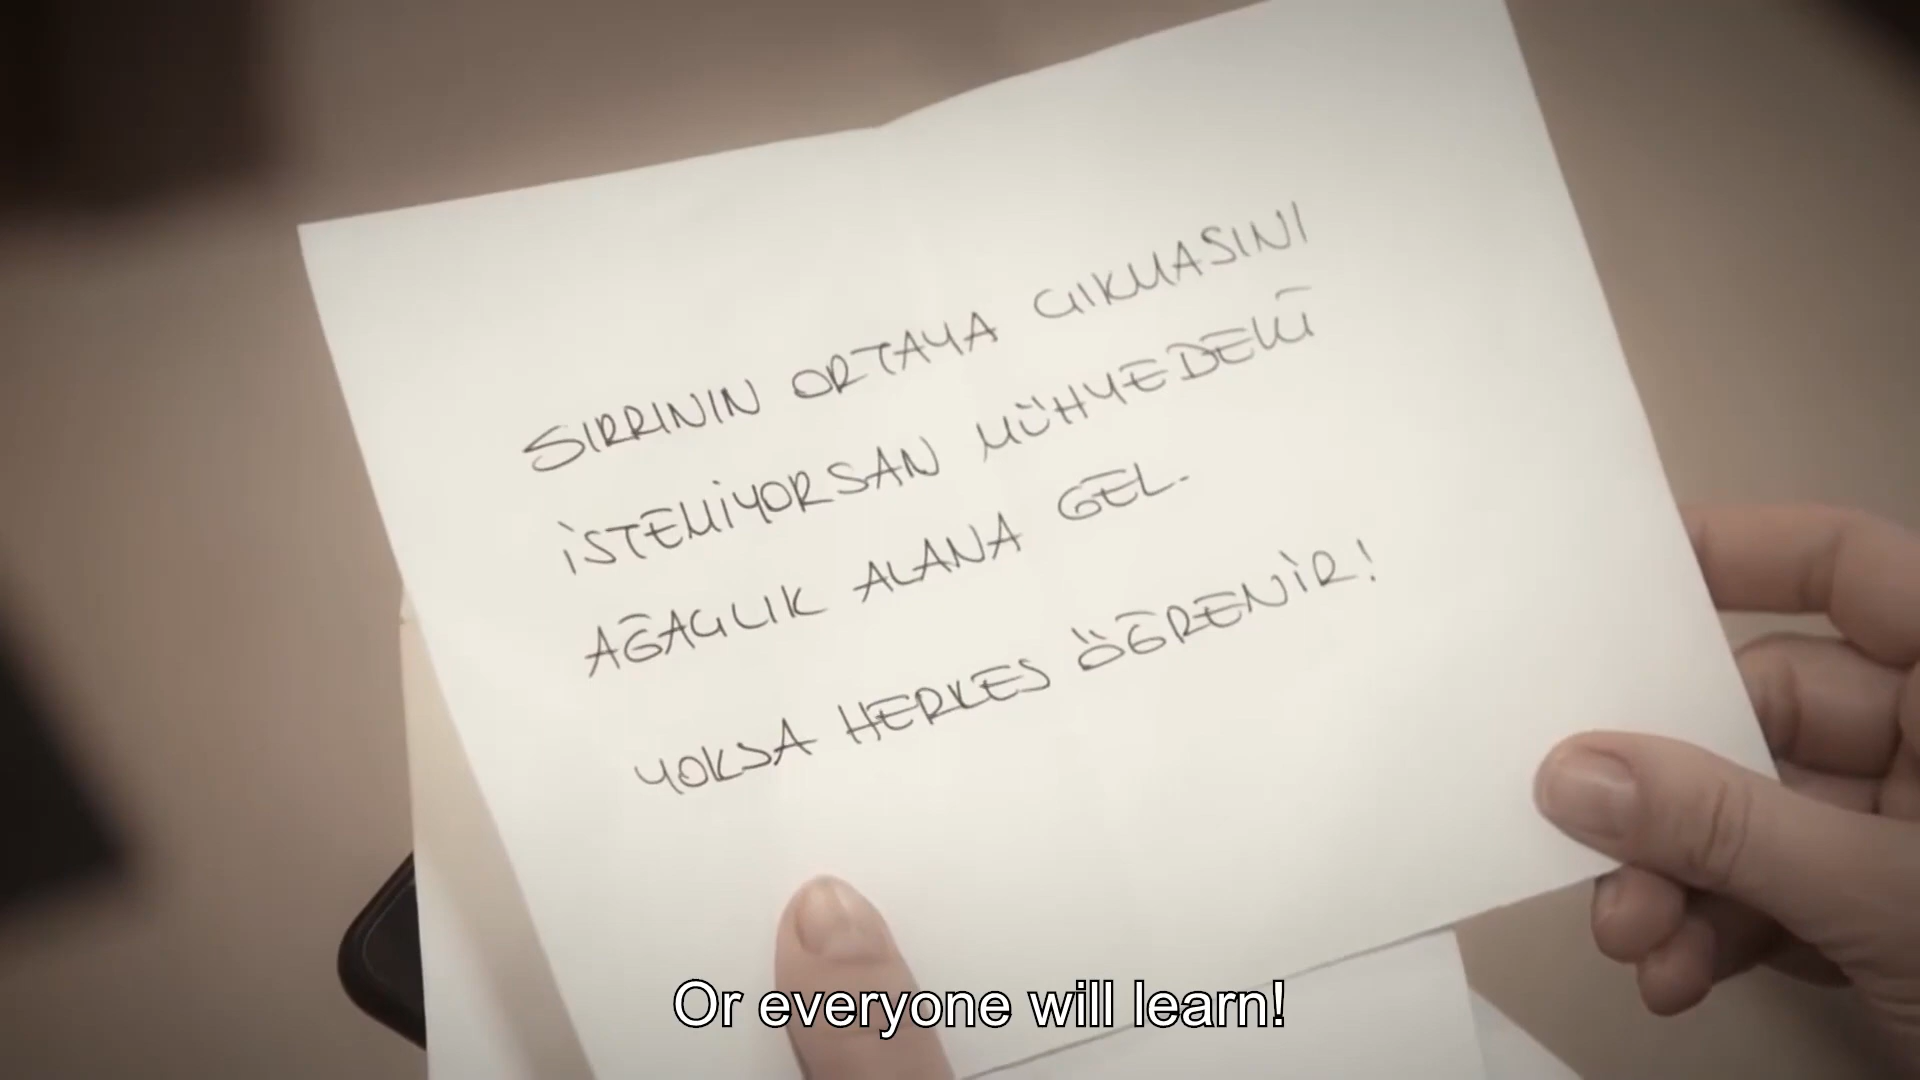 SIRRININ ORTAYA ÇIKMASINI
İSTEMİYORSAN MÜHYEDEKİ
AĞAÇLIK ALANA GEL.
YOKSA HERKES ÖĞRENİR!
Or everyone will learn!